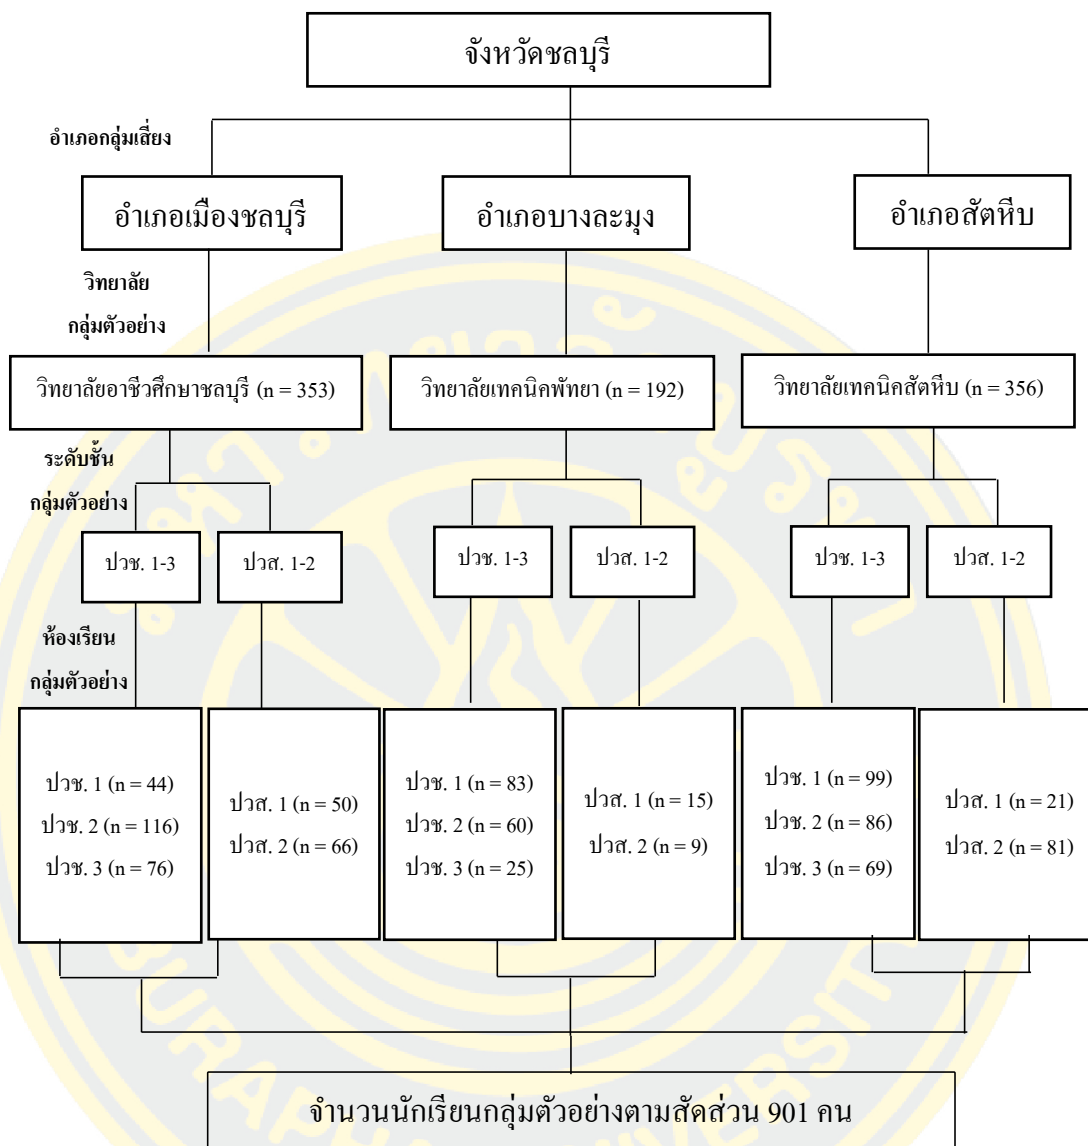 จังหวัดชลบุรี
อำเภอกลุ่มเสี่ยง
อำเภอเมืองชลบุรี
อำเภอบางละมุง
อำเภอสัตหีบ
วิทยาลัย
กลุ่มตัวอย่าง
วิทยาลัยอาชีวศึกษาชลบุรี (n = 353)
วิทยาลัยเทคนิคพัทยา (n = 192)
วิทยาลัยเทคนิคสัตหีบ (n = 356)
ระดับชั้น
กลุ่มตัวอย่าง
ปวช. 1-3
ปวส. 1-2
ปวช. 1-3
ปวส. 1-2
ปวช. 1-3
ปวส. 1-2
ห้องเรียน
กลุ่มตัวอย่าง
ปวช. 1 (n = 44)
ปวช. 2 (n = 116)
ปวช. 3 (n = 76)
ปวส. 1 (n = 50)
ปวส. 2 (n = 66)
ปวช. 1 (n = 83)
ปวช. 2 (n = 60)
ปวช. 3 (n = 25)
ปวส. 1 (n = 15)
ปวส. 2 (n = 9)
ปวช. 1 (n = 99)
ปวช. 2 (n = 86)
ปวช. 3 (n = 69)
ปวส. 1 (n = 21)
ปวส. 2 (n = 81)
จำนวนนักเรียนกลุ่มตัวอย่างตามสัดส่วน 901 คน